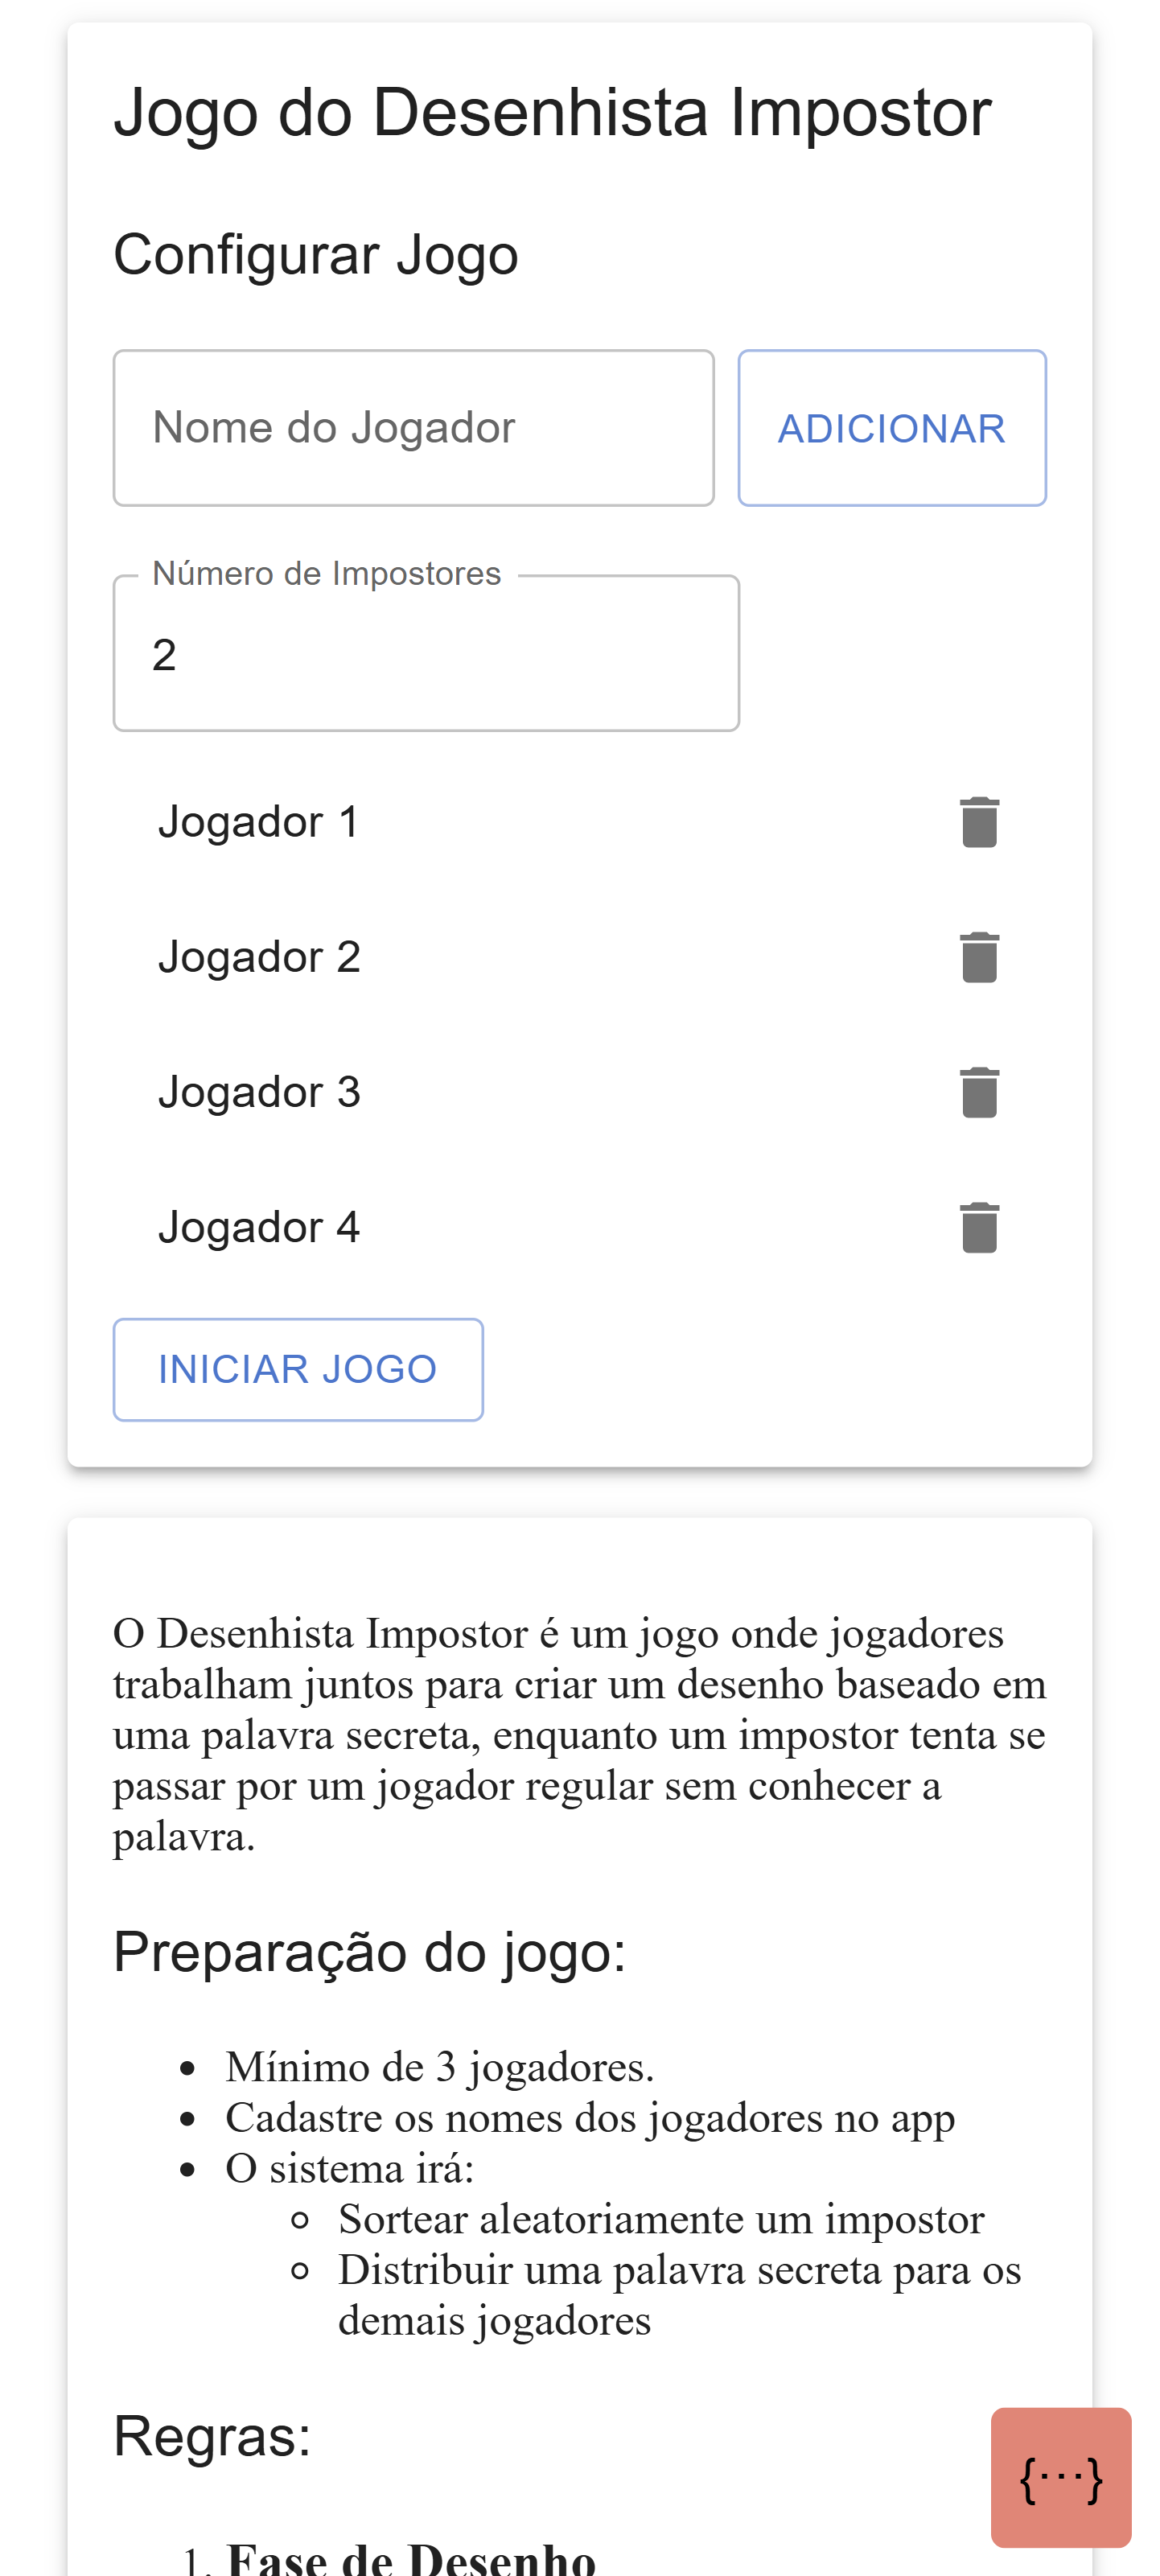 Jogo do Desenhista Impostor
Configurar Jogo
Nome do Jogador
ADICIONAR
Número de Impostores
2
Jogador 1
Jogador 2
Jogador 3
Jogador 4
INICIAR JOGO
O Desenhista Impostor é um jogo onde jogadores
trabalham juntos para criar um desenho baseado em
uma palavra secreta, enquanto um impostor tenta se
passar por um jogador regular sem conhecer a
palavra.
Preparação do jogo:
• Mínimo de 3 jogadores.
• Cadastre os nomes dos jogadores no app
• O sistema irá:
◦ Sortear aleatoriamente um impostor
◦ Distribuir uma palavra secreta para os
demais jogadores
Regras:
{···}
1. Fase de Desenho